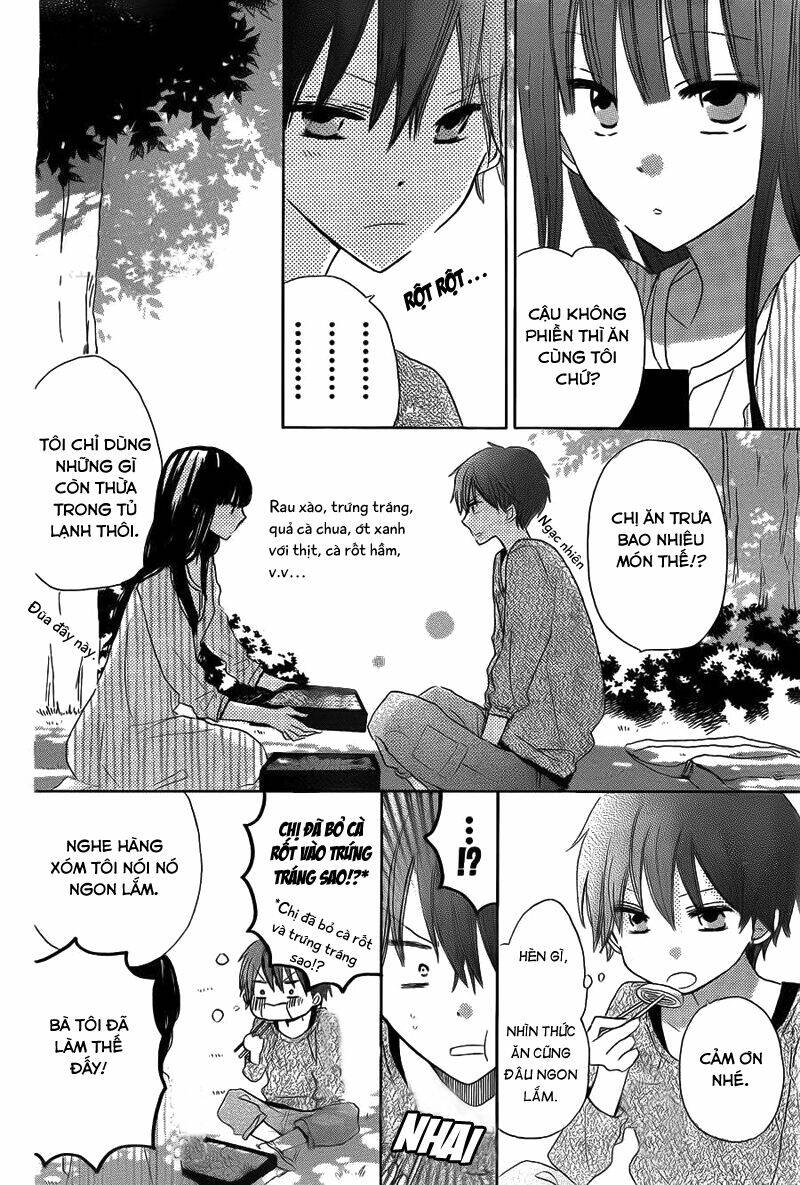 CẬU KHÔNG
PHIỀN THÌ ĂN
CÙNG TÔI
CHỨ?
RỘT RỘT...
CHỊ ĂN TRƯA
BAO NHIÊU
MÓN THẾ!?
Ngạc nhiên
Rau xào, trứng tráng,
quả cà chua, ớt xanh
với thịt, cà rốt hầm,
v.v...
TÔI CHỈ DÙNG
NHỮNG GÌ
CÒN THỪA
TRONG TỦ
LẠNH THÔI.
Đũa đây này.
CẢM ƠN
NHÉ.
HÈN GÌ,
NHÌN THỨC
ĂN CŨNG
ĐÂU NGON
LẮM.
...!?
NHAI
CHỊ ĐÃ BỎ CÀ
RỐT VÀO TRỨNG
TRÁNG SAO!?*
*Chị đã bỏ cà rốt
và trứng tráng
sao!?
NGHE HÀNG
XÓM TÔI NÓI NÓ
NGON LẮM.
BÀ TÔI ĐÃ
LÀM THẾ
ĐẤY!